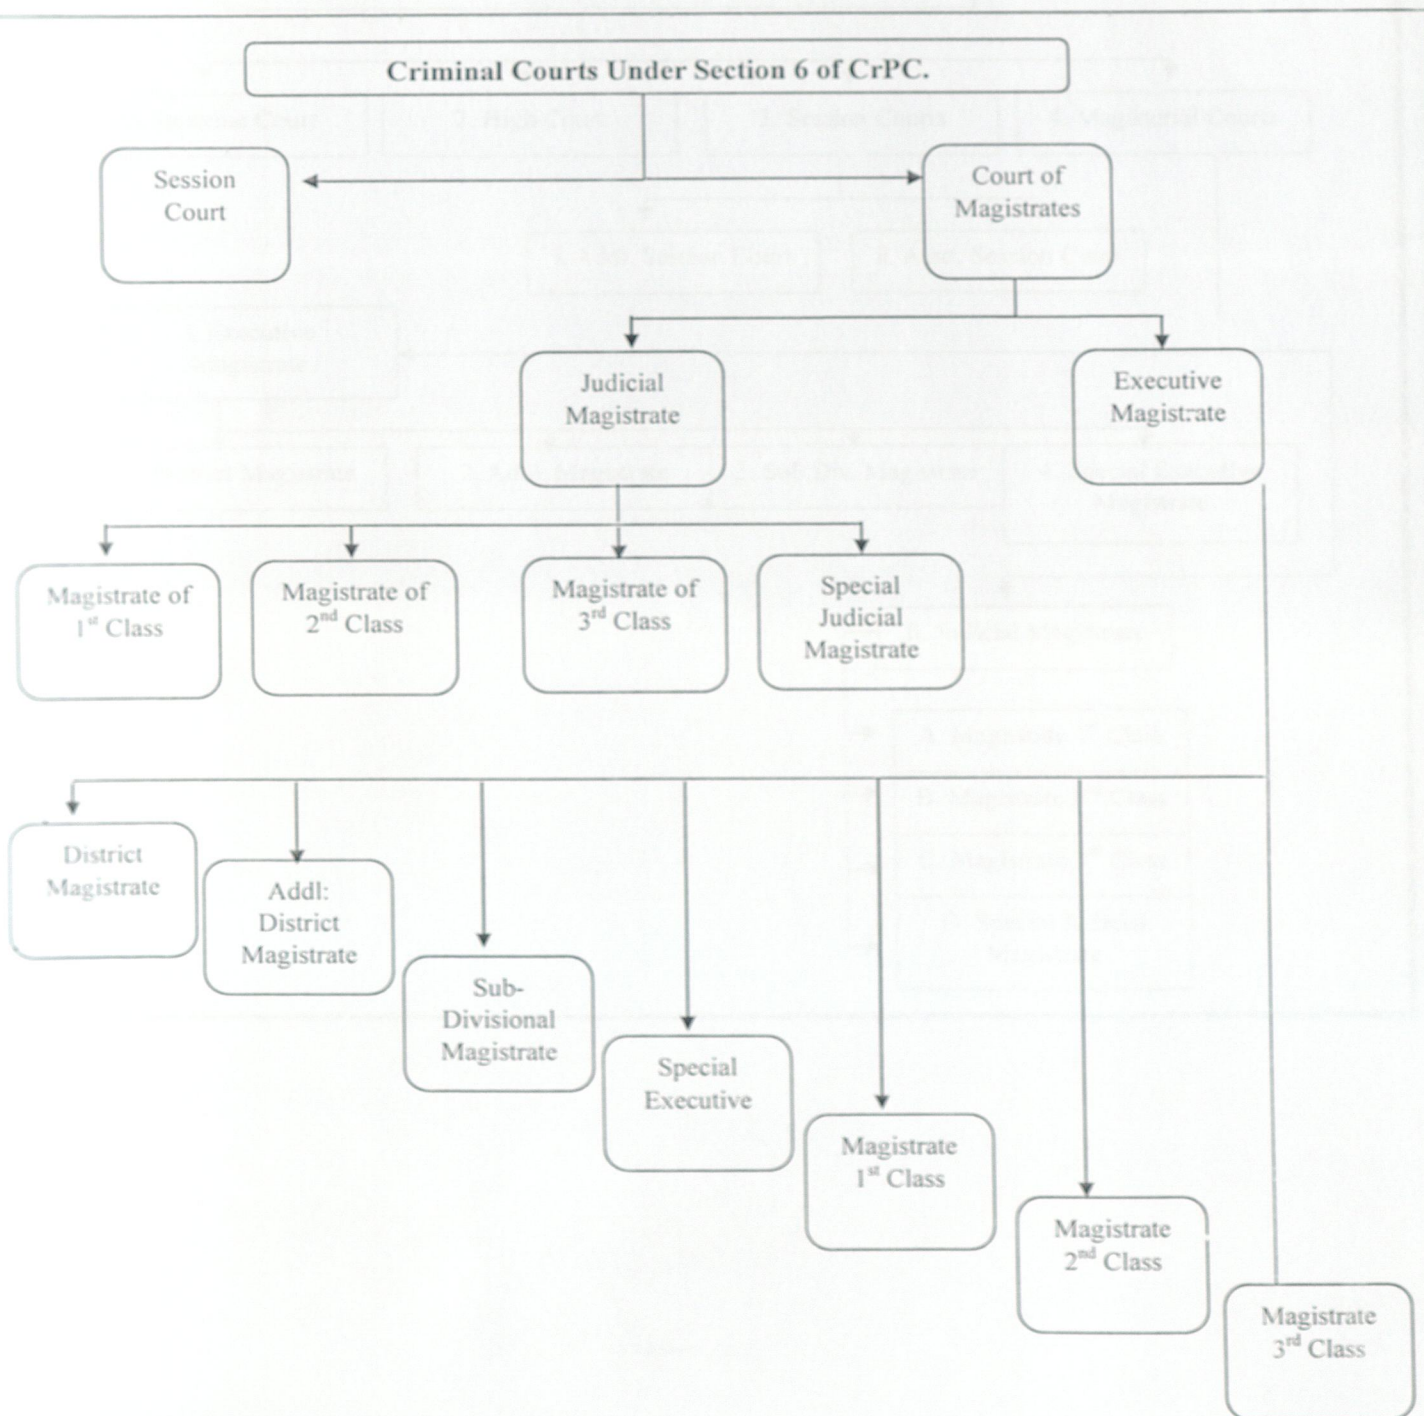 Criminal Courts Under Section 6 of CrPC.
Session
Court
Court of
Magistrates
Judicial
Magistrate
Executive
Magistrate
Magistrate of
1st Class
Magistrate of
2nd Class
Magistrate of
3rd Class
Special
Judicial
Magistrate
District
Magistrate
Addl:
District
Magistrate
Sub-
Divisional
Magistrate
Special
Executive
Magistrate
1st Class
Magistrate
2nd Class
Magistrate
3rd Class